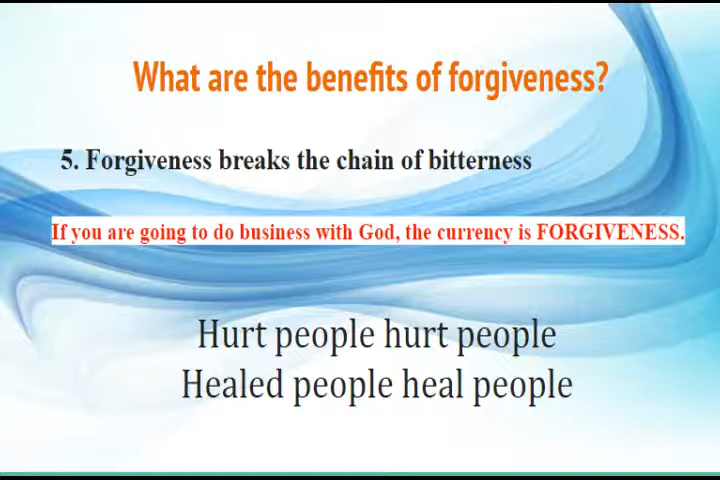 What are the benefits of forgiveness?
5. Forgiveness breaks the chain of bitterness
If you are going to do business with God, the currency is FORGIVENESS.
Hurt people hurt people
Healed people heal people